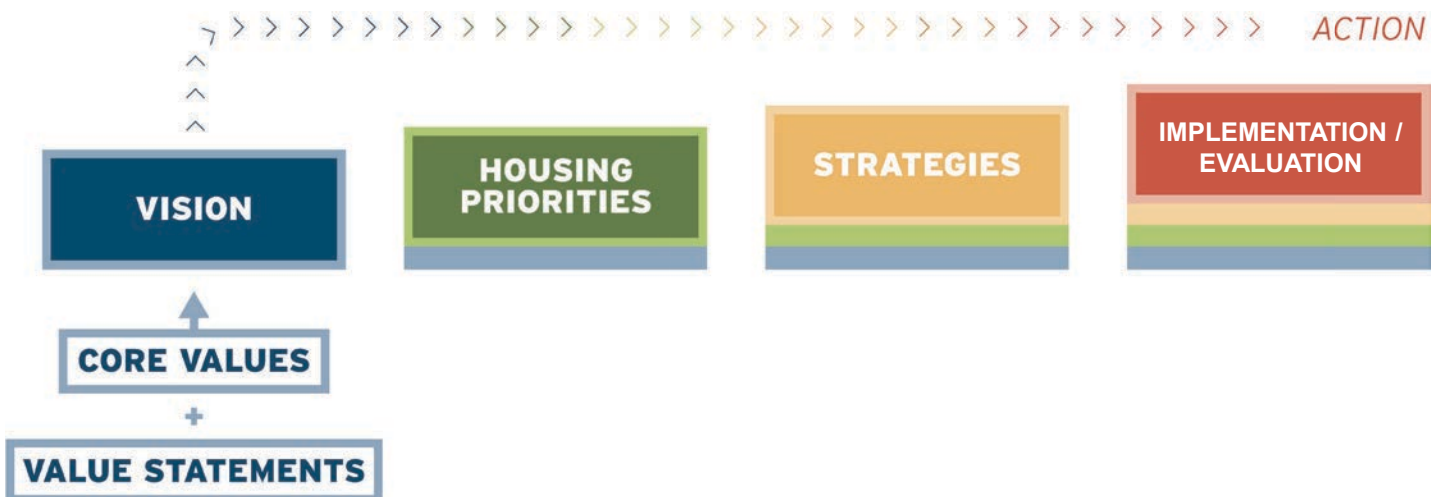 ACTION
VISION
HOUSING
PRIORITIES
STRATEGIES
IMPLEMENTATION /
EVALUATION
CORE VALUES
+
VALUE STATEMENTS